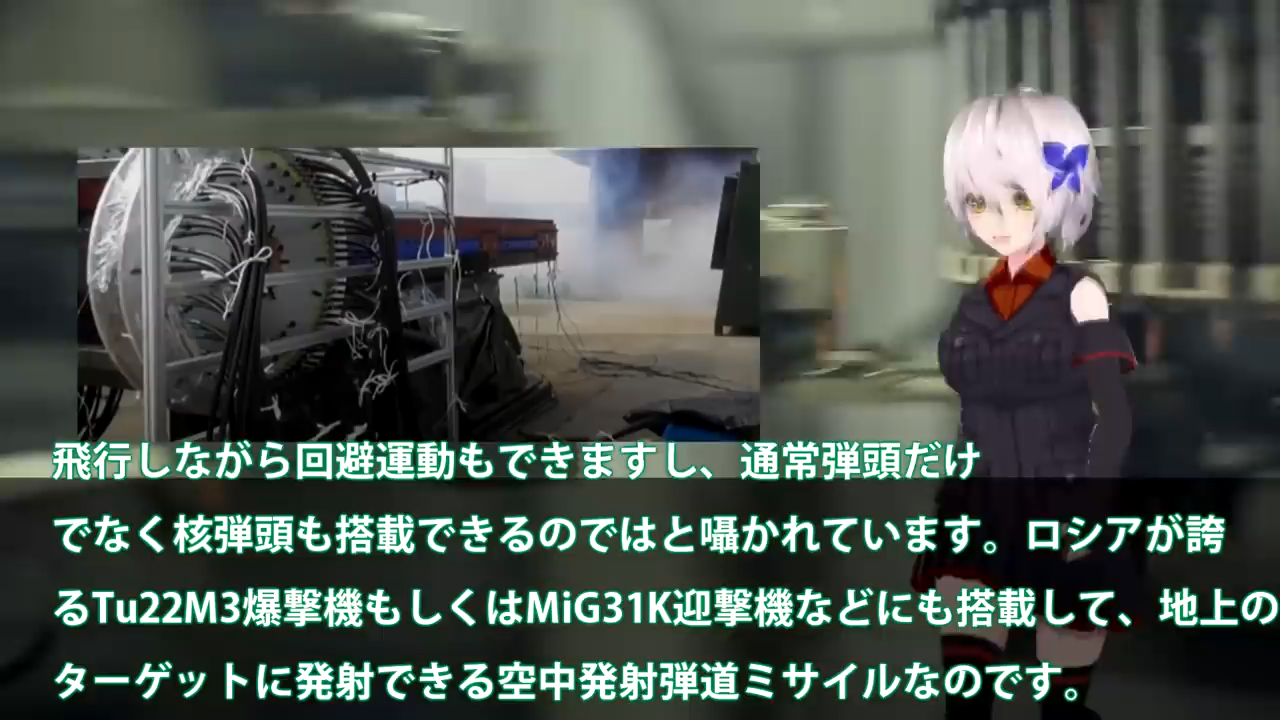 飛行しながら回避運動もできますし、通常弾頭だけ
でなく核弾頭も搭載できるのではと囁かれています。ロシアが誇
るTu22M3爆撃機もしくはMiG31K迎撃機などにも搭載して、地上の
ターゲットに発射できる空中発射弾道ミサイルなのです。